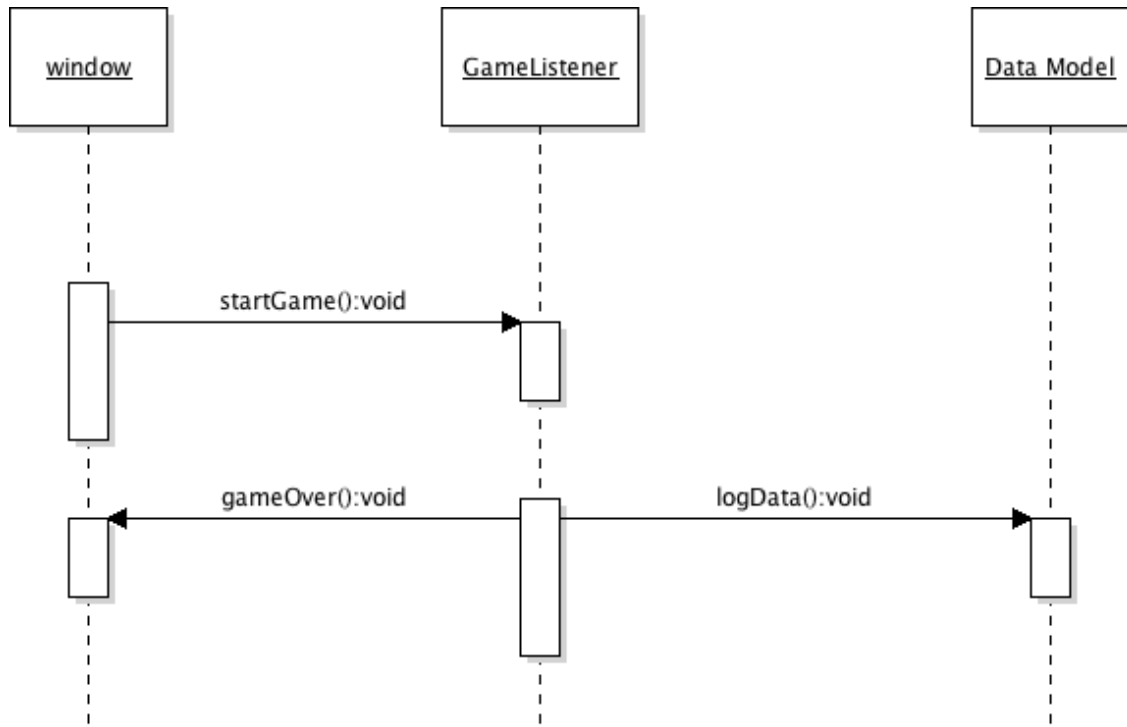 window
GameListener
Data Model
startGame():void
gameOver():void
logData():void